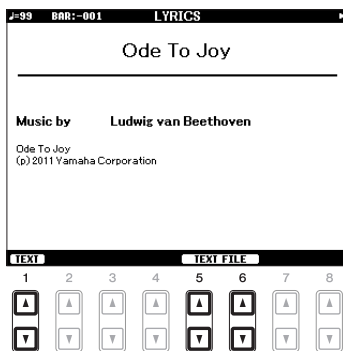 ♩=99 BAR:-001 LYRICS
Ode To Joy
Music by Ludwig van Beethoven
Ode To Joy
(p) 2011 Yamaha Corporation
TEXT TEXT FILE
1 2 3 4 5 6 7 8